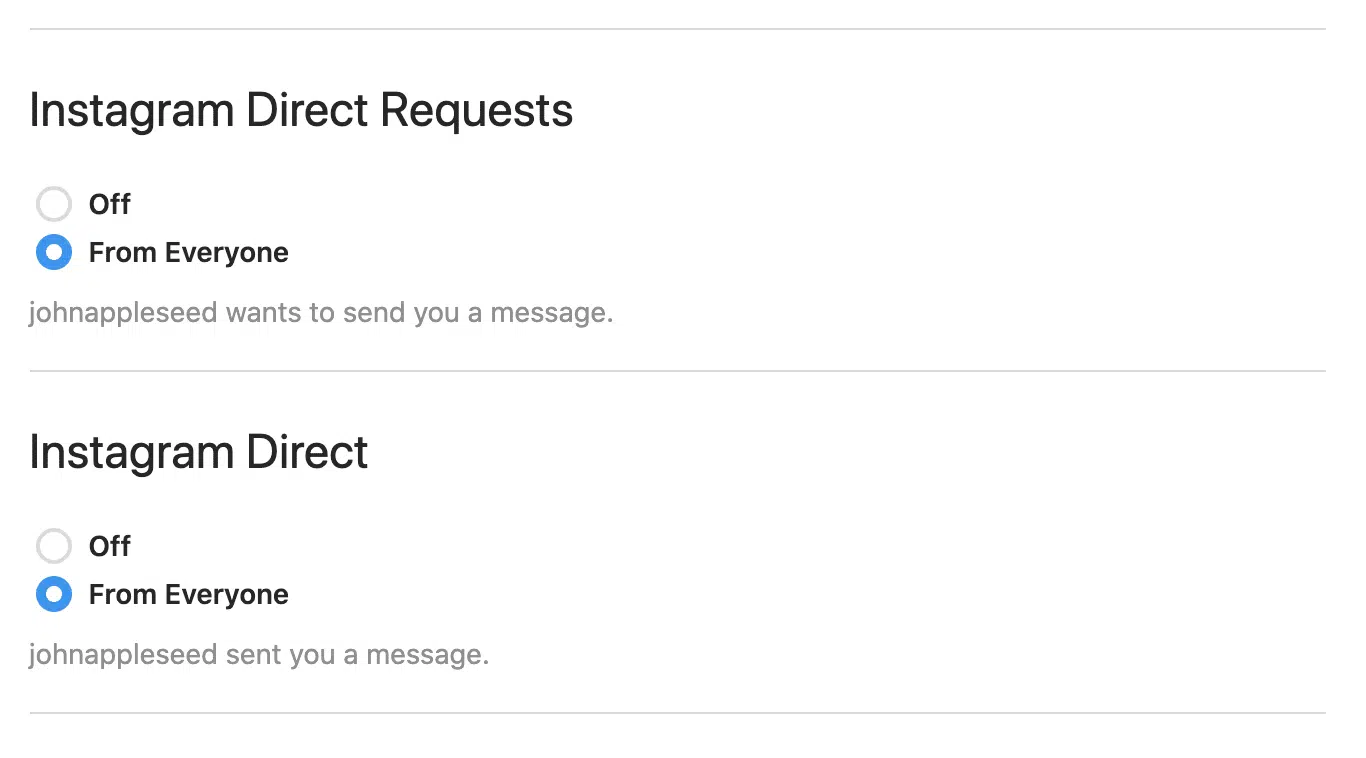 Instagram Direct Requests
Off
From Everyone
johnappleseed wants to send you a message.
Instagram Direct
Off
From Everyone
johnappleseed sent you a message.